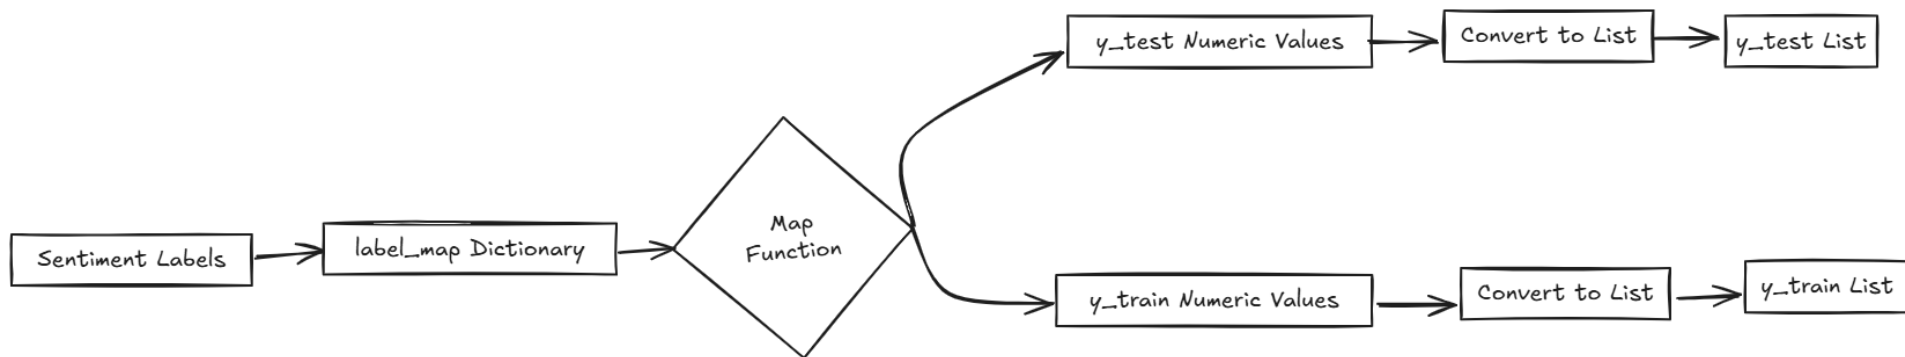 Sentiment Labels
label_map Dictionary
Map
Function
y_test Numeric Values
Convert to List
y_test List
y_train Numeric Values
Convert to List
y_train List